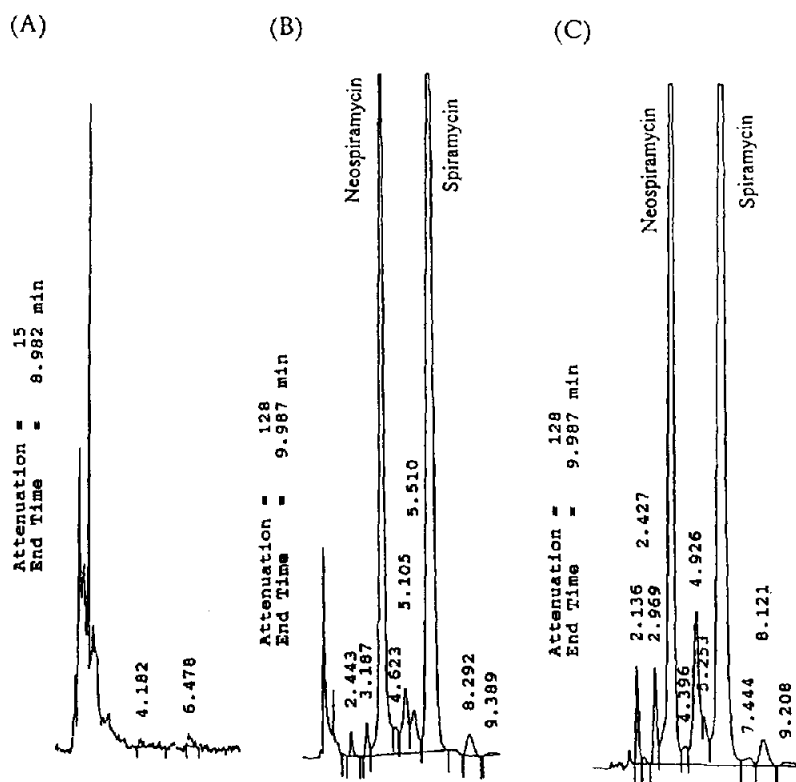 (A)
Attenuation = 15
End Time = 8.982 min
4.182
6.478
(B)
Attenuation = 128
End Time = 9.987 min
2.443
3.187
Neospiramycin
4.623
5.105
5.510
Spiramycin
8.292
9.389
(C)
Attenuation = 128
End Time = 9.987 min
2.136
2.427
2.969
Neospiramycin
4.396
4.926
5.253
Spiramycin
7.444
8.121
9.208